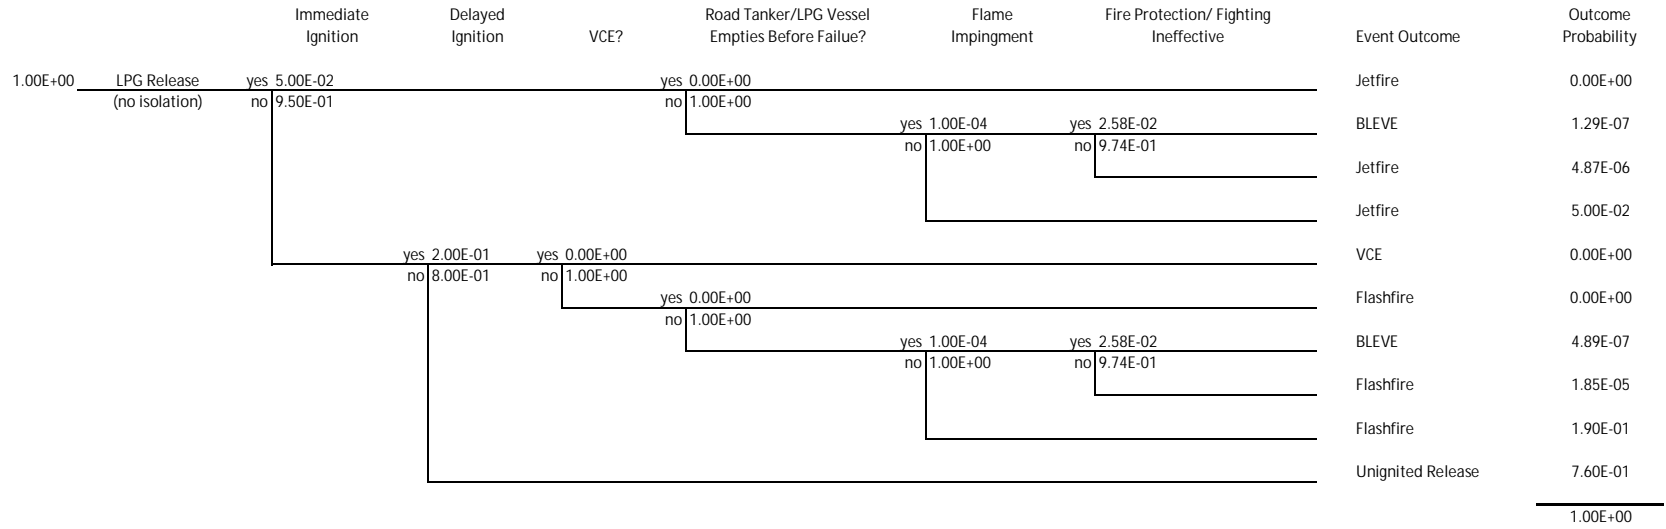 Immediate Delayed Road Tanker/LPG Vessel Flame Fire Protection/ Fighting Outcome
Ignition Ignition VCE? Empties Before Failue? Impingment Ineffective Event Outcome Probability
1.00E+00 LPG Release yes 5.00E-02 yes 0.00E+00 Jetfire 0.00E+00
(no isolation) no 9.50E-01 no 1.00E+00
yes 1.00E-04 yes 2.58E-02 BLEVE 1.29E-07
no 1.00E+00 no 9.74E-01
Jetfire 4.87E-06
Jetfire 5.00E-02
yes 2.00E-01 yes 0.00E+00 VCE 0.00E+00
no 8.00E-01 no 1.00E+00
yes 0.00E+00 Flashfire 0.00E+00
no 1.00E+00
yes 1.00E-04 yes 2.58E-02 BLEVE 4.89E-07
no 1.00E+00 no 9.74E-01
Flashfire 1.85E-05
Flashfire 1.90E-01
Unignited Release 7.60E-01
1.00E+00